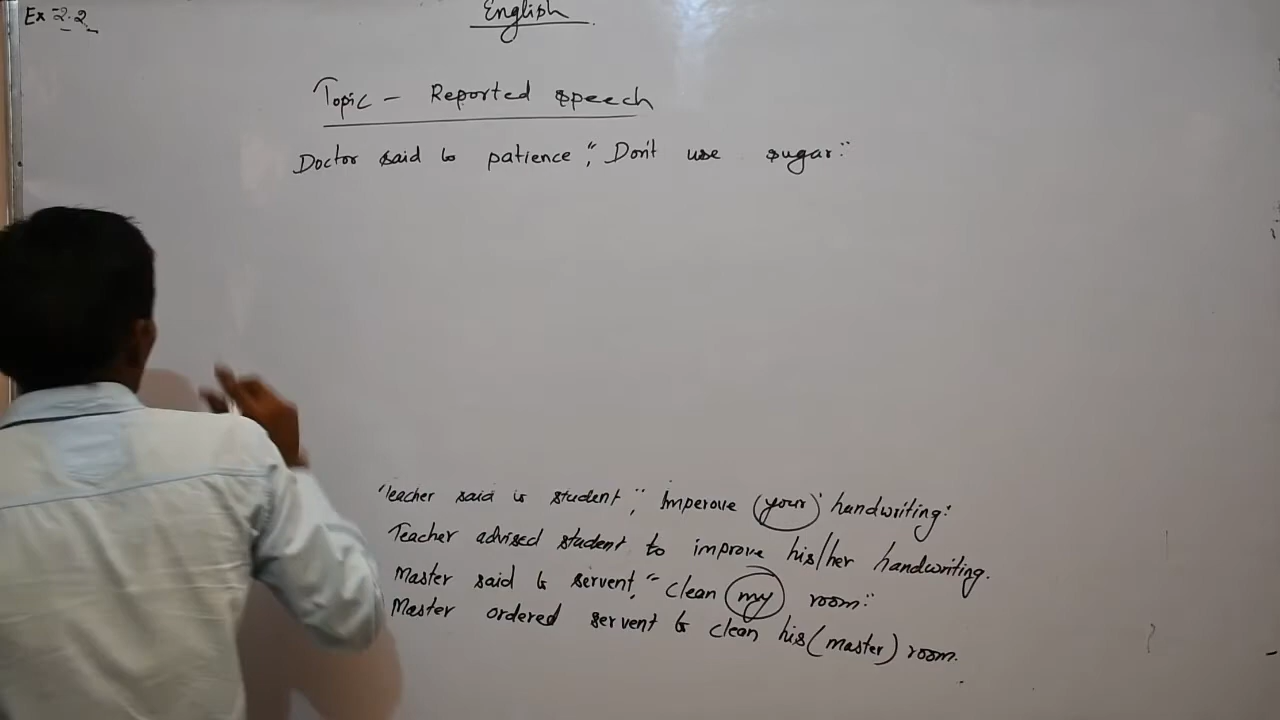 Ex -2.2
English
Topic - Reported speech
Doctor said to patience ", Don't use sugar."
Teacher said to student ", Imperove (your) handwriting."
Teacher advised student to improve his/her handwriting.
Master said to servent, " clean (my) room."
Master ordered servent to clean his (master) room.